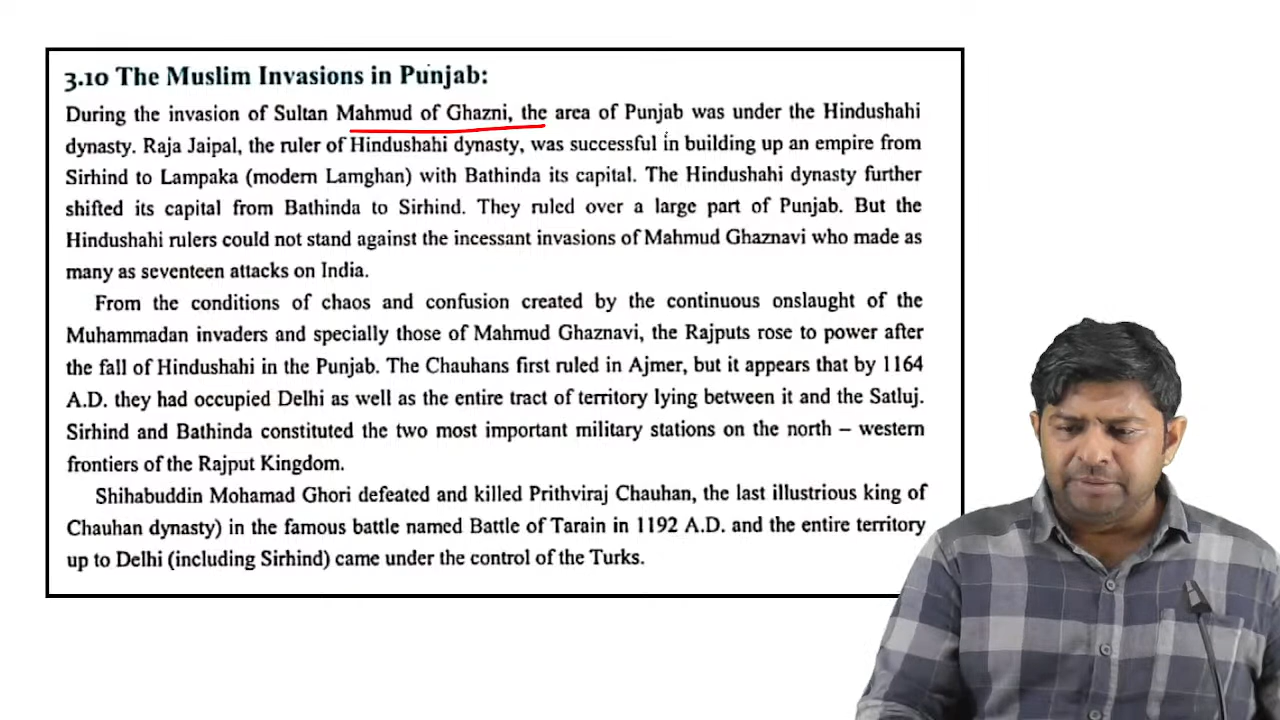 3.10 The Muslim Invasions in Punjab:
During the invasion of Sultan Mahmud of Ghazni, the area of Punjab was under the Hindushahi
dynasty. Raja Jaipal, the ruler of Hindushahi dynasty, was successful in building up an empire from
Sirhind to Lampaka (modern Lamghan) with Bathinda its capital. The Hindushahi dynasty further
shifted its capital from Bathinda to Sirhind. They ruled over a large part of Punjab. But the
Hindushahi rulers could not stand against the incessant invasions of Mahmud Ghaznavi who made as
many as seventeen attacks on India.
From the conditions of chaos and confusion created by the continuous onslaught of the
Muhammadan invaders and specially those of Mahmud Ghaznavi, the Rajputs rose to power after
the fall of Hindushahi in the Punjab. The Chauhans first ruled in Ajmer, but it appears that by 1164
A.D. they had occupied Delhi as well as the entire tract of territory lying between it and the Satluj.
Sirhind and Bathinda constituted the two most important military stations on the north – western
frontiers of the Rajput Kingdom.
Shihabuddin Mohamad Ghori defeated and killed Prithviraj Chauhan, the last illustrious king of
Chauhan dynasty) in the famous battle named Battle of Tarain in 1192 A.D. and the entire territory
up to Delhi (including Sirhind) came under the control of the Turks.